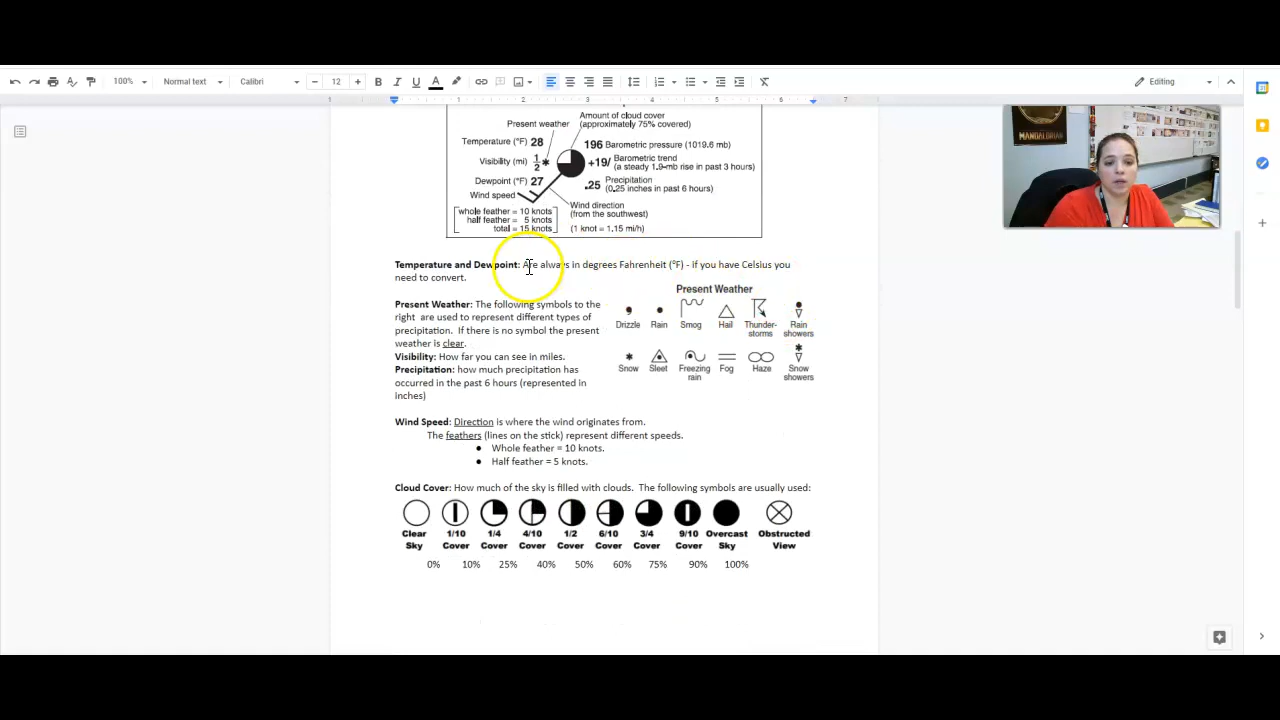 100%
Normal text
Calibri
12
Editing
1 1 2 3 4 5 6 7
Amount of cloud cover
(approximately 75% covered)
Present weather
Temperature (°F) 28
196 Barometric pressure (1019.6 mb)
Visibility (mi) 1/2
+19/ Barometric trend
(a steady 1.9-mb rise in past 3 hours)
Dewpoint (°F) 27
.25 Precipitation
(0.25 inches in past 6 hours)
Wind speed
whole feather = 10 knots
half feather = 5 knots
total = 15 knots
Wind direction
(from the southwest)
(1 knot = 1.15 mi/h)
Temperature and Dewpoint: Are always in degrees Fahrenheit (°F) - if you have Celsius you
need to convert.
Present Weather: The following symbols to the
right are used to represent different types of
precipitation. If there is no symbol the present
weather is clear.
Visibility: How far you can see in miles.
Precipitation: how much precipitation has
occurred in the past 6 hours (represented in
inches)
Present Weather
Drizzle Rain Smog Hail Thunder-storms Rain showers
Snow Sleet Freezing rain Fog Haze Snow showers
Wind Speed: Direction is where the wind originates from.
The feathers (lines on the stick) represent different speeds.
● Whole feather = 10 knots.
● Half feather = 5 knots.
Cloud Cover: How much of the sky is filled with clouds. The following symbols are usually used:
Clear 1/10 1/4 4/10 1/2 6/10 3/4 9/10 Overcast Obstructed
Sky Cover Cover Cover Cover Cover Cover Cover Sky View
0% 10% 25% 40% 50% 60% 75% 90% 100%